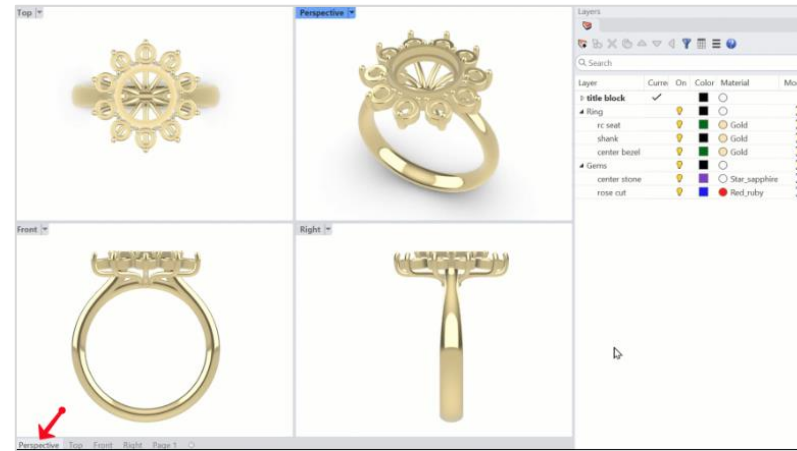 Top
Perspective
Layers
Search
Layer Curre On Color Material Mo
title block
Ring
rc seat Gold
shank Gold
center bezel Gold
Gems
center stone Star_sapphire
rose cut Red_ruby
Front
Right
Perspective Top Front Right Page 1